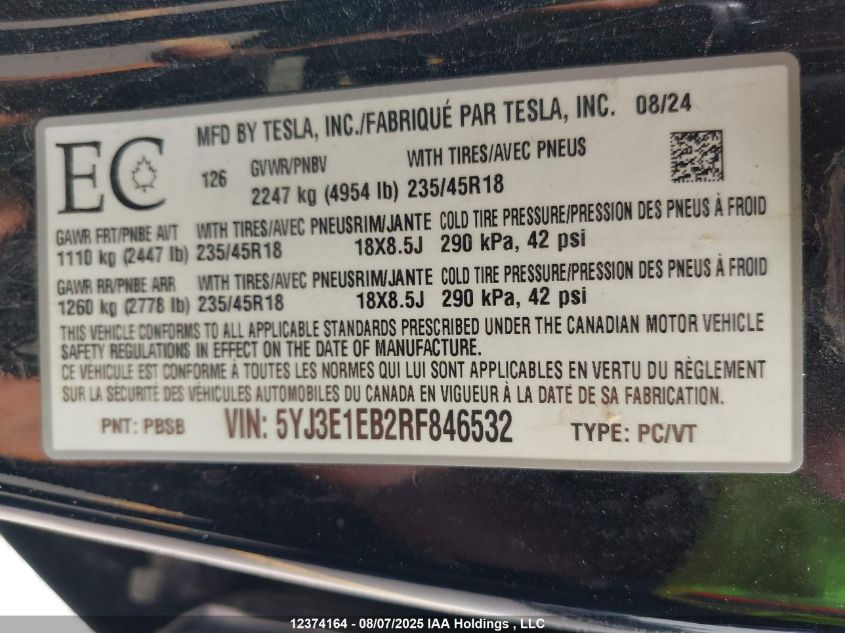 EC
MFD BY TESLA, INC./FABRIQUÉ PAR TESLA, INC. 08/24
126 GVWR/PNBV WITH TIRES/AVEC PNEUS
2247 kg (4954 lb) 235/45R18
GAWR FRT/PNBE AVT WITH TIRES/AVEC PNEUS RIM/JANTE COLD TIRE PRESSURE/PRESSION DES PNEUS À FROID
1110 kg (2447 lb) 235/45R18 18X8.5J 290 kPa, 42 psi
GAWR RR/PNBE ARR WITH TIRES/AVEC PNEUS RIM/JANTE COLD TIRE PRESSURE/PRESSION DES PNEUS À FROID
1260 kg (2778 lb) 235/45R18 18X8.5J 290 kPa, 42 psi
THIS VEHICLE CONFORMS TO ALL APPLICABLE STANDARDS PRESCRIBED UNDER THE CANADIAN MOTOR VEHICLE
SAFETY REGULATIONS IN EFFECT ON THE DATE OF MANUFACTURE.
CE VÉHICULE EST CONFORME À TOUTES LES NORMES QUI LUI SONT APPLICABLES EN VERTU DU RÈGLEMENT
SUR LA SÉCURITÉ DES VÉHICULES AUTOMOBILES DU CANADA EN VIGUEUR À LA DATE DE SA FABRICATION.
PNT: PBSB VIN: 5YJ3E1EB2RF846532 TYPE: PC/VT
12374164 - 08/07/2025 IAA Holdings , LLC